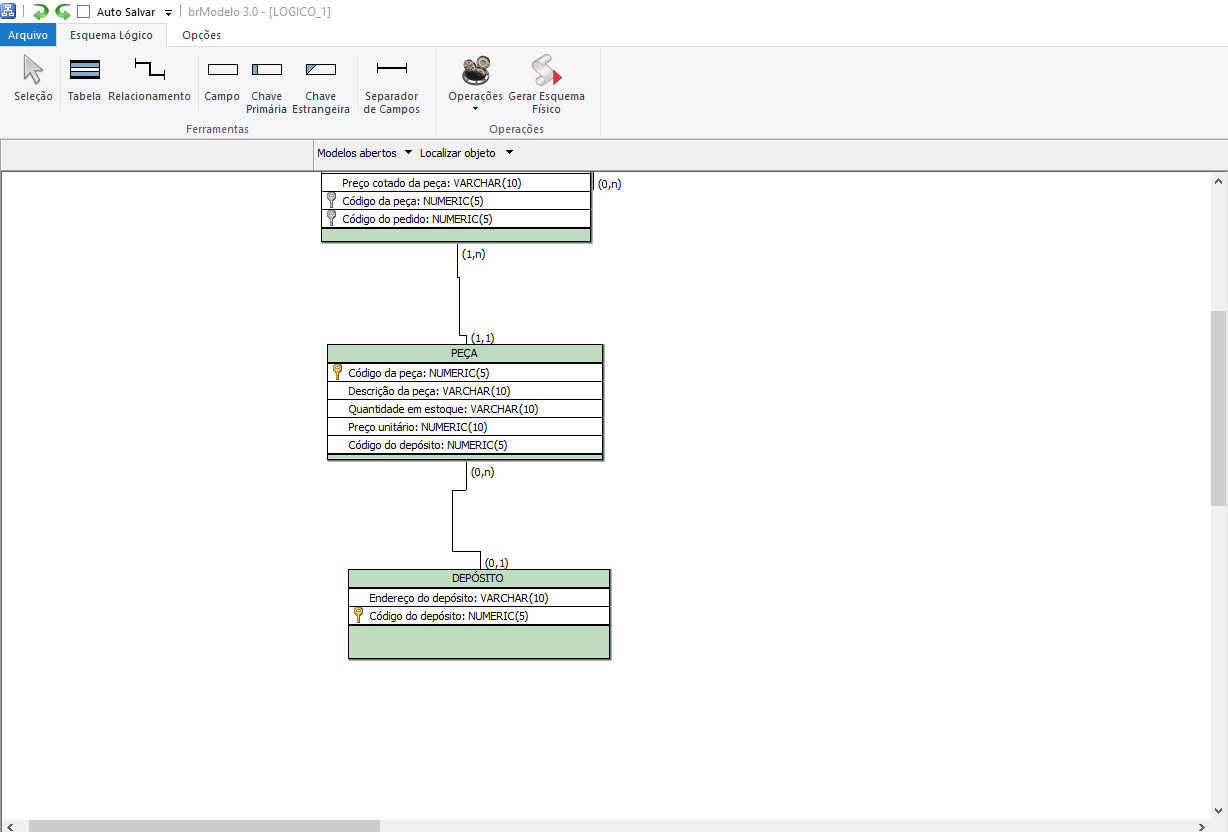 Auto Salvar
brModelo 3.0 - [LOGICO_1]
Arquivo
Esquema Lógico
Opções
Seleção
Tabela
Relacionamento
Campo
Chave
Primária
Chave
Estrangeira
Separador
de Campos
Operações
Gerar Esquema
Físico
Ferramentas
Operações
Modelos abertos
Localizar objeto
Preço cotado da peça: VARCHAR(10)
(0,n)
Código da peça: NUMERIC(5)
Código do pedido: NUMERIC(5)
(1,n)
(1,1)
PEÇA
Código da peça: NUMERIC(5)
Descrição da peça: VARCHAR(10)
Quantidade em estoque: VARCHAR(10)
Preço unitário: NUMERIC(10)
Código do depósito: NUMERIC(5)
(0,n)
(0,1)
DEPÓSITO
Endereço do depósito: VARCHAR(10)
Código do depósito: NUMERIC(5)